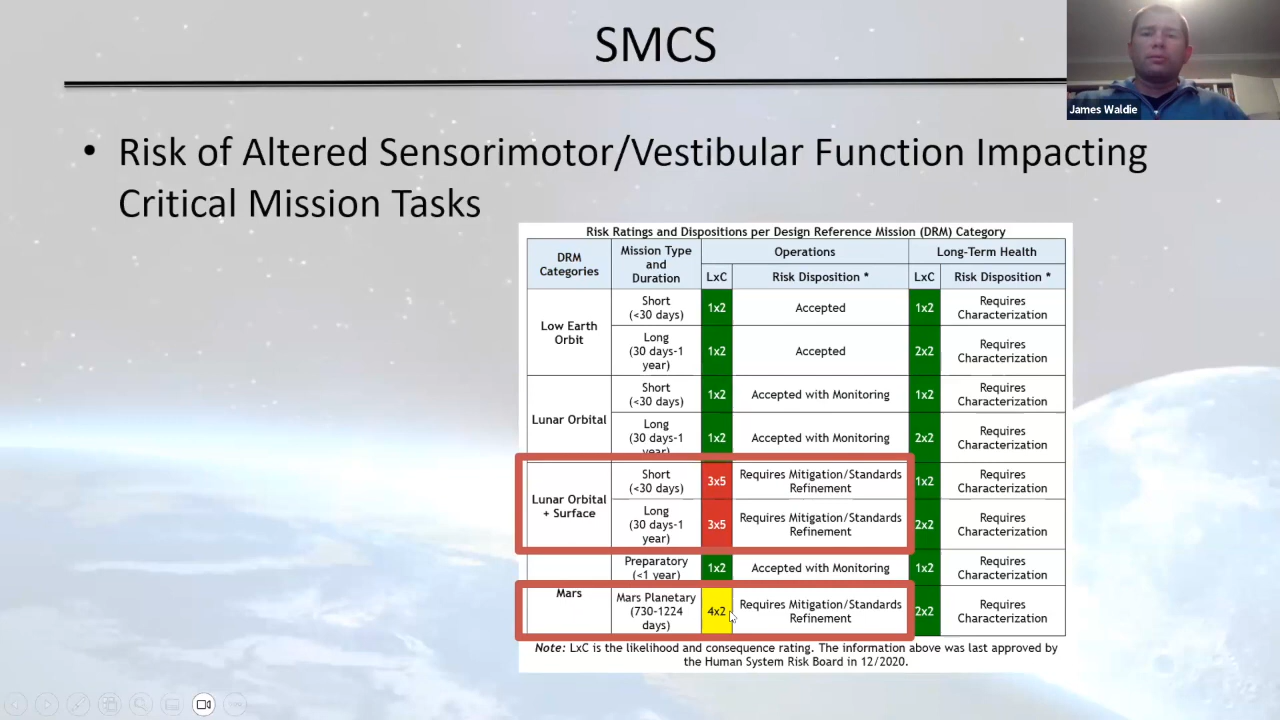 SMCS
James Waldie
• Risk of Altered Sensorimotor/Vestibular Function Impacting
Critical Mission Tasks
Risk Ratings and Dispositions per Design Reference Mission (DRM) Category
DRM Categories | Mission Type and Duration | Operations | Long-Term Health
LxC | Risk Disposition * | LxC | Risk Disposition *
Low Earth Orbit | Short (<30 days) | 1x2 | Accepted | 1x2 | Requires Characterization
Long (30 days-1 year) | 1x2 | Accepted | 2x2 | Requires Characterization
Lunar Orbital | Short (<30 days) | 1x2 | Accepted with Monitoring | 1x2 | Requires Characterization
Long (30 days-1 year) | 1x2 | Accepted with Monitoring | 2x2 | Requires Characterization
Lunar Orbital + Surface | Short (<30 days) | 3x5 | Requires Mitigation/Standards Refinement | 1x2 | Requires Characterization
Long (30 days-1 year) | 3x5 | Requires Mitigation/Standards Refinement | 2x2 | Requires Characterization
Mars | Preparatory (<1 year) | 1x2 | Accepted with Monitoring | 1x2 | Requires Characterization
Mars Planetary (730-1224 days) | 4x2 | Requires Mitigation/Standards Refinement | 2x2 | Requires Characterization
Note: LxC is the likelihood and consequence rating. The information above was last approved by
the Human System Risk Board in 12/2020.